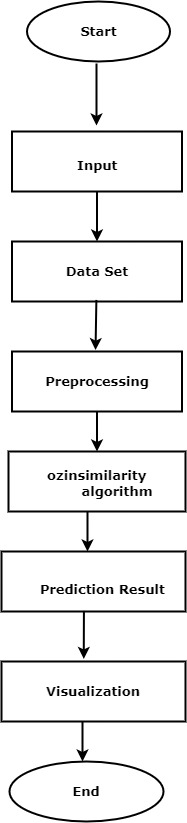 Start
Input
Data Set
Preprocessing
ozinsimilarity
algorithm
Prediction Result
Visualization
End